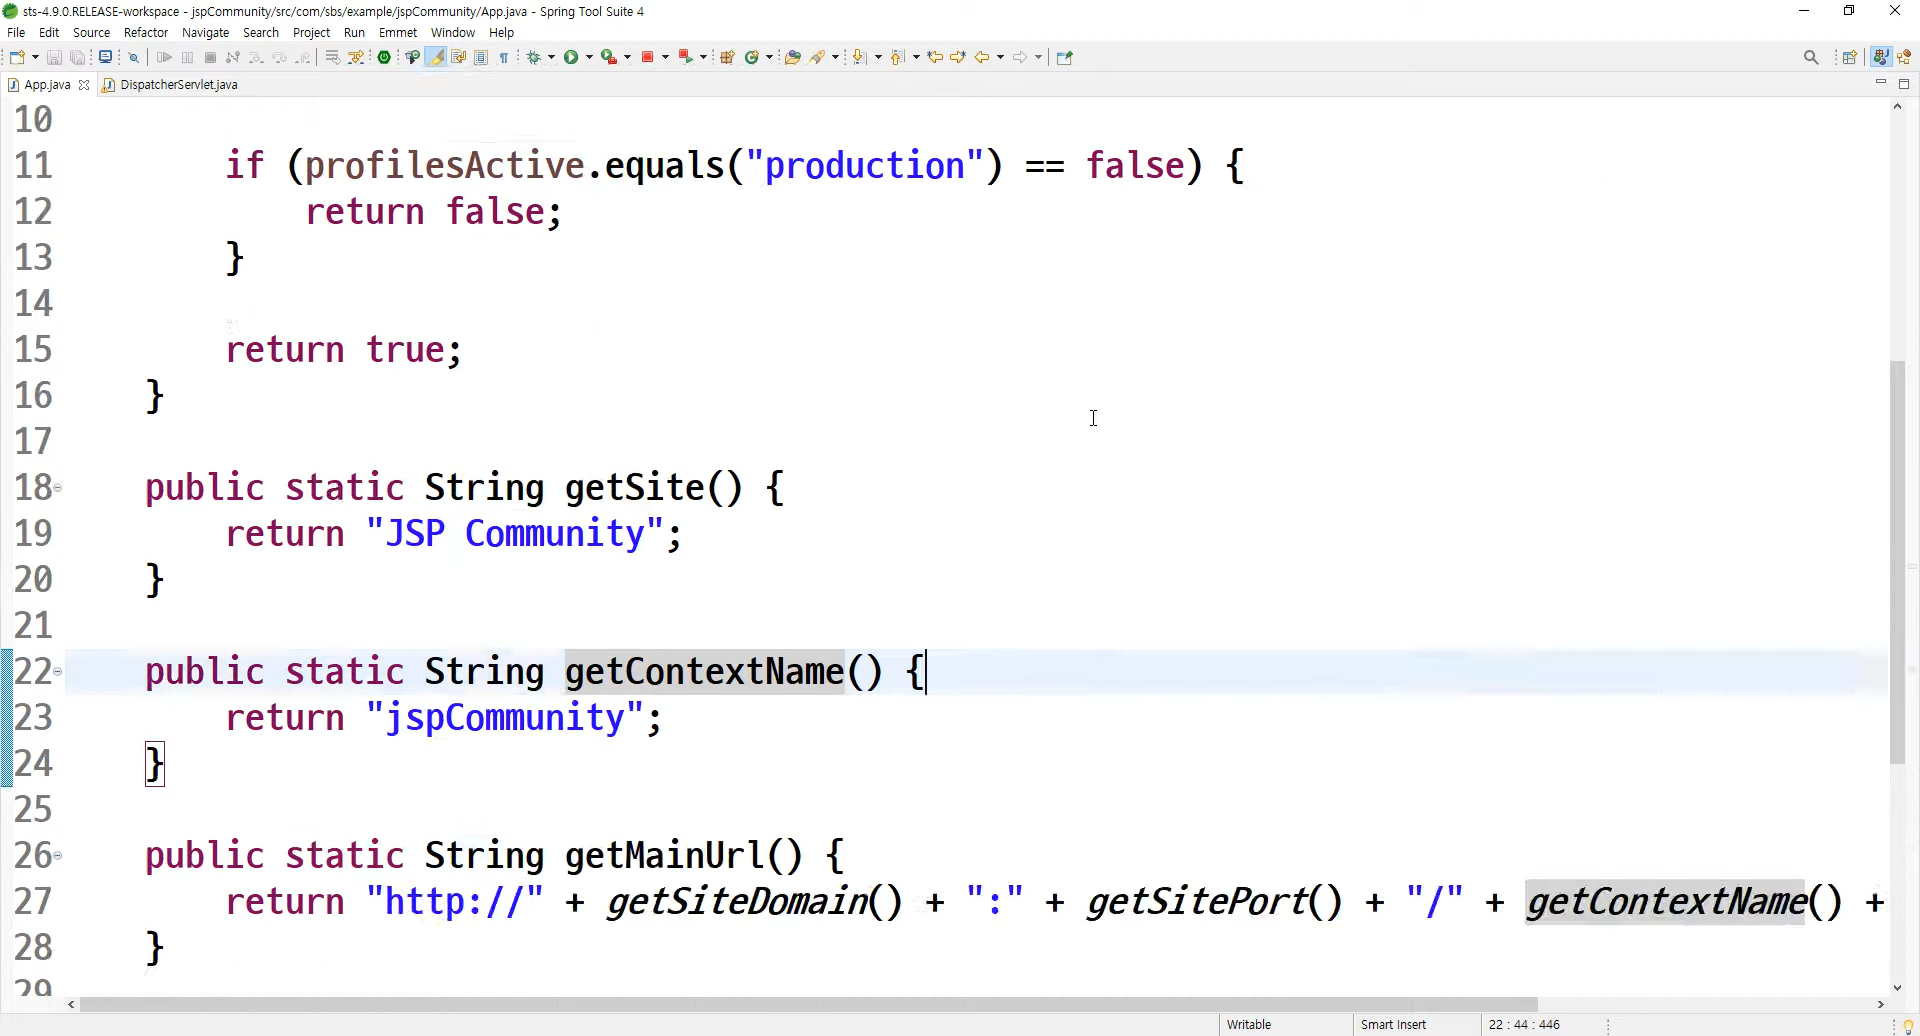 sts-4.9.0.RELEASE-workspace - jspCommunity/src/com/sbs/example/jspCommunity/App.java - Spring Tool Suite 4
File Edit Source Refactor Navigate Search Project Run Emmet Window Help
App.java DispatcherServlet.java
10
11 if (profilesActive.equals("production") == false) {
12 return false;
13 }
14
15 return true;
16 }
17
18 public static String getSite() {
19 return "JSP Community";
20 }
21
22 public static String getContextName() {
23 return "jspCommunity";
24 }
25
26 public static String getMainUrl() {
27 return "http://" + getSiteDomain() + ":" + getSitePort() + "/" + getContextName() +
28 }
29
Writable Smart Insert 22 : 44 : 446